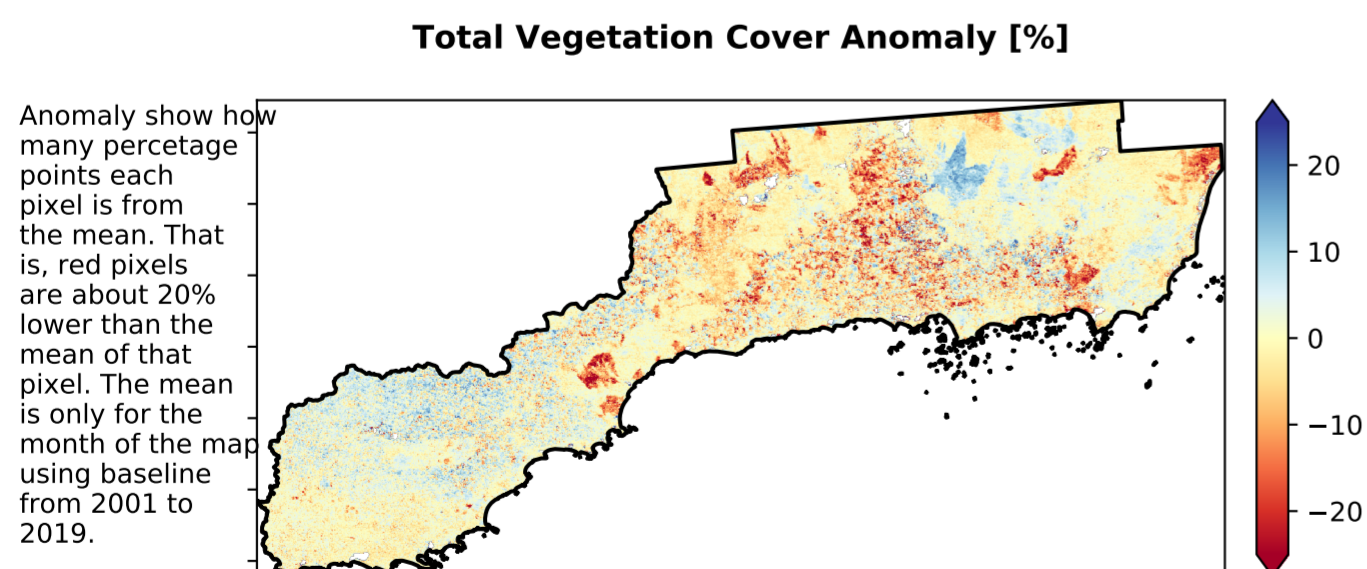 Total Vegetation Cover Anomaly [%]
Anomaly show how
many percetage
points each
pixel is from
the mean. That
is, red pixels
are about 20%
lower than the
mean of that
pixel. The mean
is only for the
month of the map
using baseline
from 2001 to
2019.
20
10
0
−10
−20